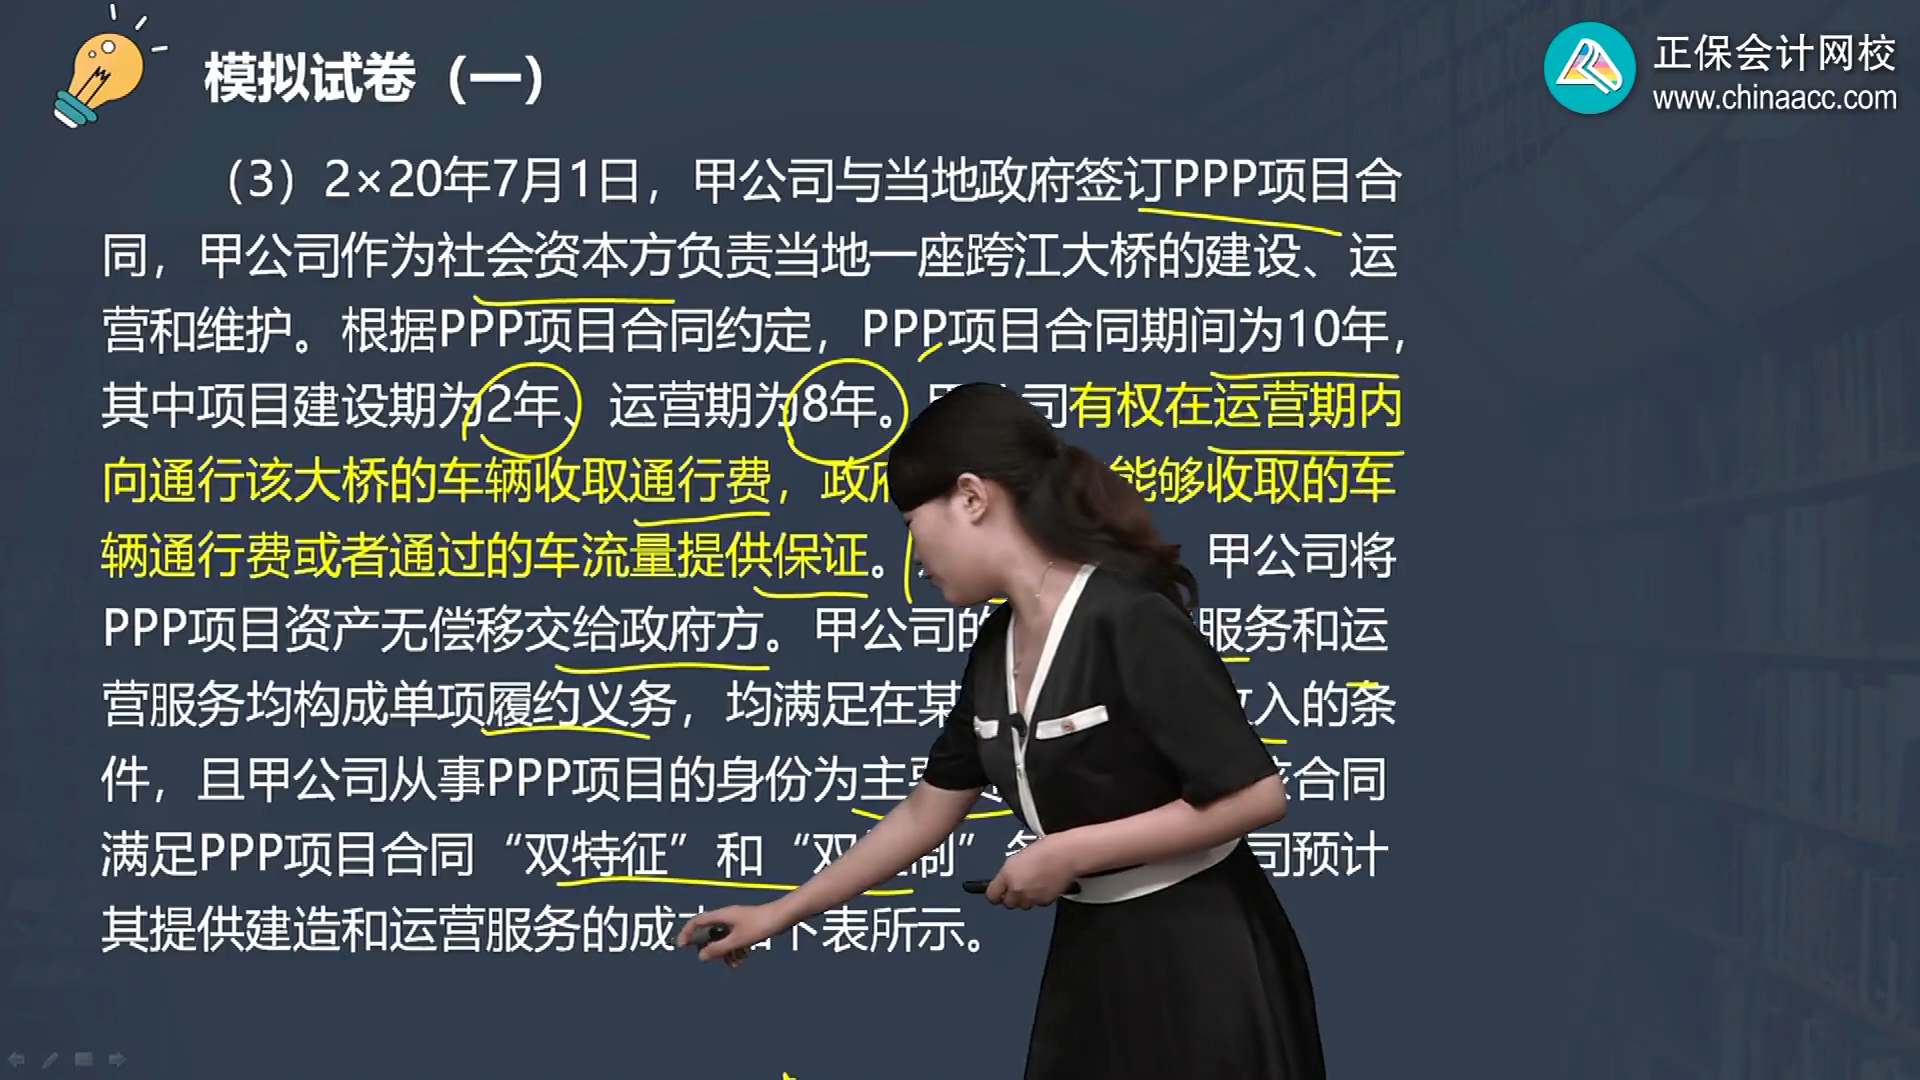 模拟试卷（一）
正保会计网校
www.chinaacc.com
（3）2×20年7月1日，甲公司与当地政府签订PPP项目合
同，甲公司作为社会资本方负责当地一座跨江大桥的建设、运
营和维护。根据PPP项目合同约定，PPP项目合同期间为10年，
其中项目建设期为2年、运营期为8年。 公司有权在运营期内
向通行该大桥的车辆收取通行费，政 能够收取的车
辆通行费或者通过的车流量提供保证。 甲公司将
PPP项目资产无偿移交给政府方。甲公司的 服务和运
营服务均构成单项履约义务，均满足在某 入的条
件，且甲公司从事PPP项目的身份为主 合同
满足PPP项目合同“双特征”和“双 制” 司预计
其提供建造和运营服务的成 下表所示。